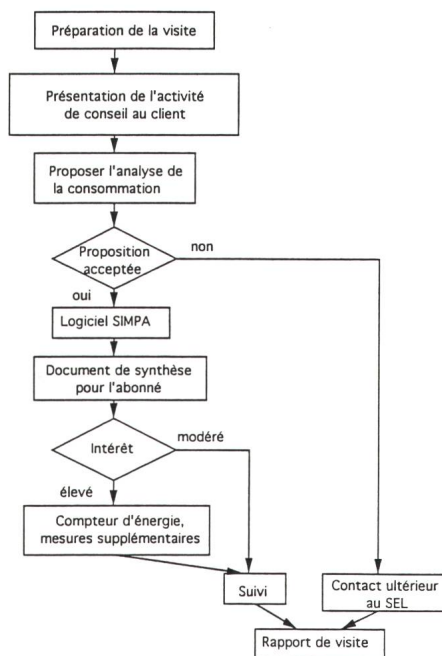 Préparation de la visite
Présentation de l'activité
de conseil au client
Proposer l'analyse de
la consommation
Proposition
acceptée
non
oui
Logiciel SIMPA
Document de synthèse
pour l'abonné
Intérêt
modéré
élevé
Compteur d'énergie,
mesures supplémentaires
Suivi
Contact ultérieur
au SEL
Rapport de visite